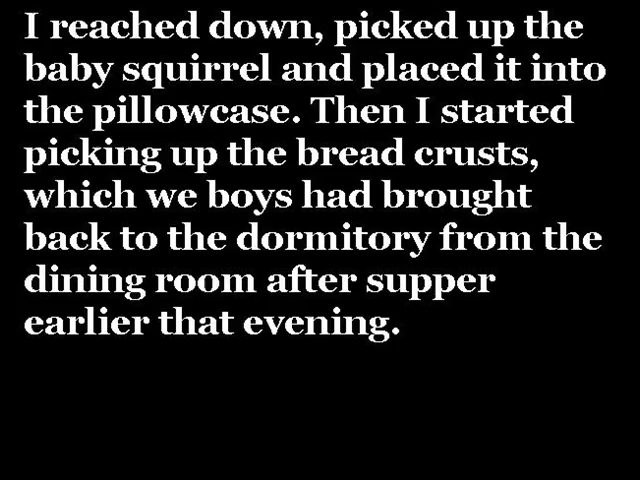 I reached down, picked up the
baby squirrel and placed it into
the pillowcase. Then I started
picking up the bread crusts,
which we boys had brought
back to the dormitory from the
dining room after supper
earlier that evening.